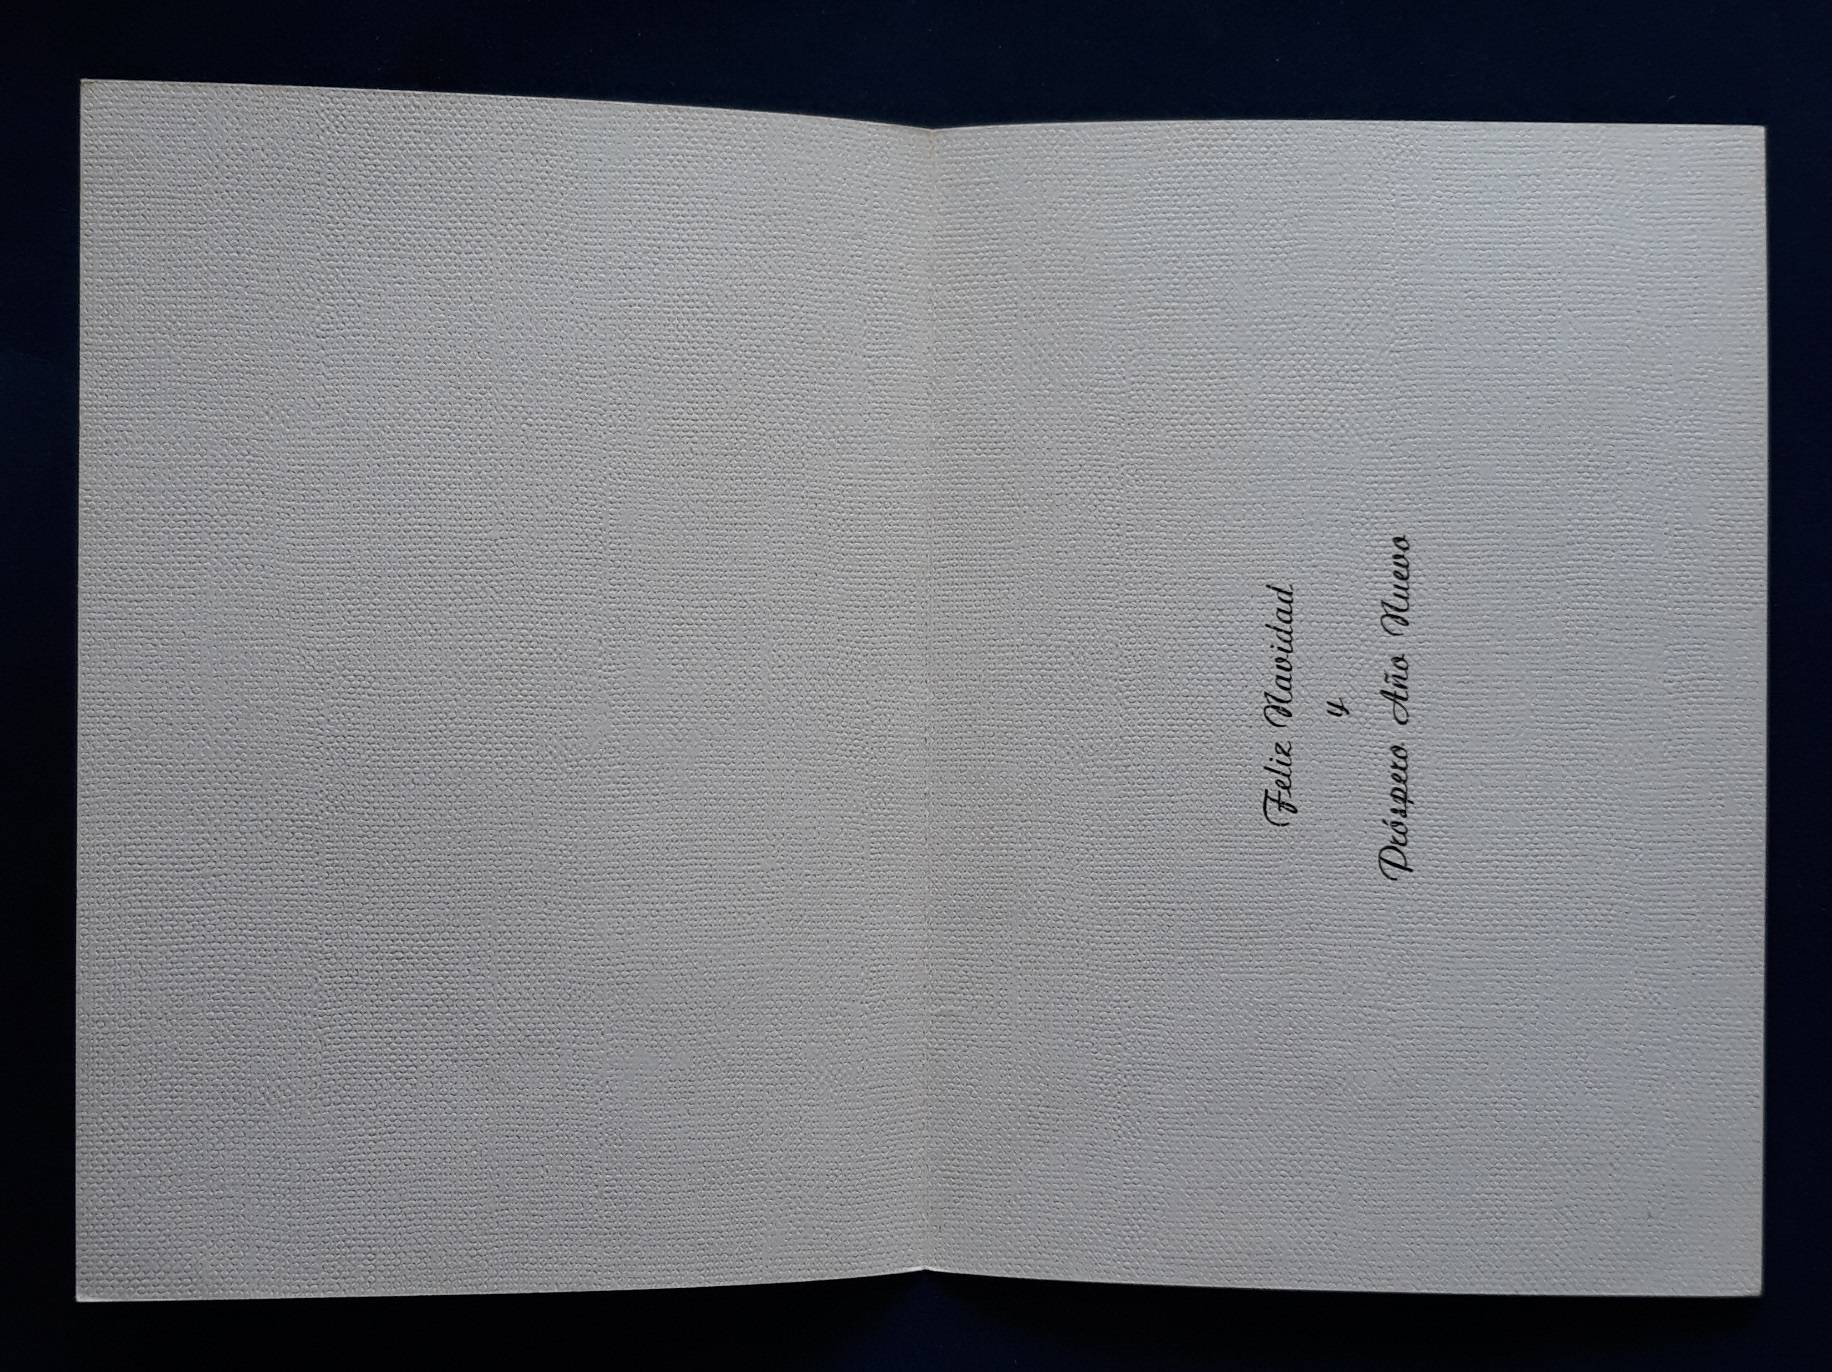 Feliz Navidad
y
Próspero Año Nuevo